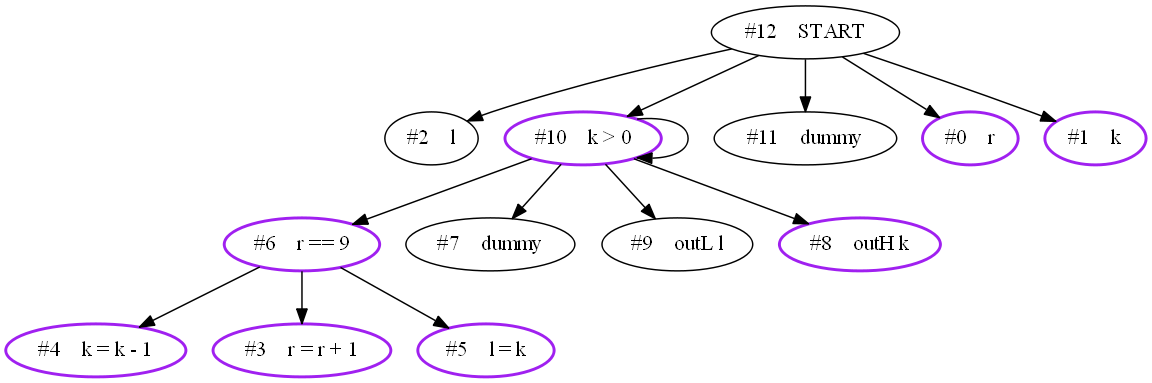 #12 START
#2 l
#10 k > 0
#11 dummy
#0 r
#1 k
#6 r == 9
#7 dummy
#9 outL l
#8 outH k
#4 k = k - 1
#3 r = r + 1
#5 l = k